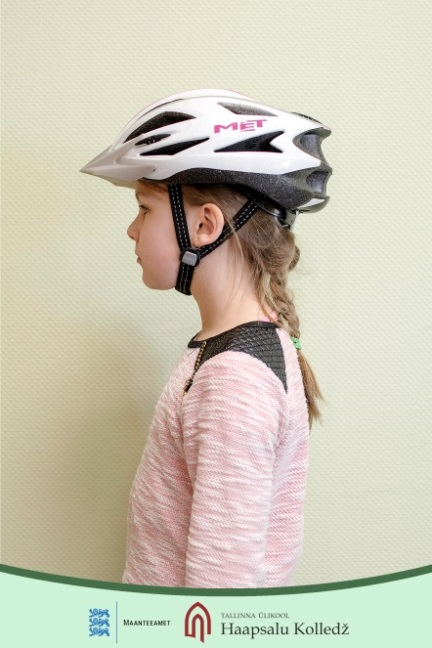 MET
MAANTEEAMET
TALLINNA ÜLIKOOL
Haapsalu Kolledž